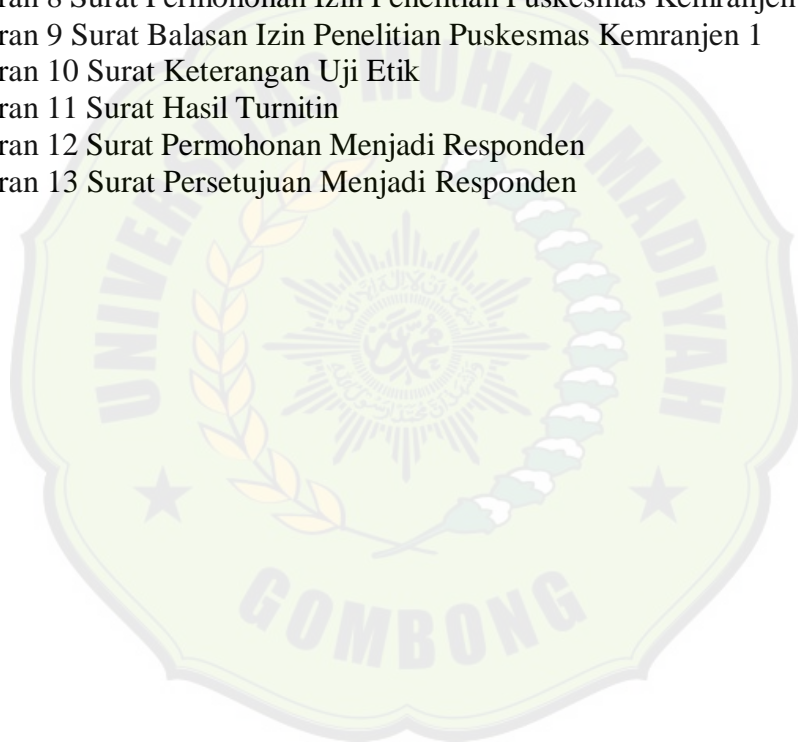 ran 8 Surat Permohonan Izin Penelitian Puskesmas Kemranjen
ran 9 Surat Balasan Izin Penelitian Puskesmas Kemranjen 1
ran 10 Surat Keterangan Uji Etik
ran 11 Surat Hasil Turnitin
ran 12 Surat Permohonan Menjadi Responden
ran 13 Surat Persetujuan Menjadi Responden
UNIVERSITAS MUHAMMADIYAH
GOMBONG